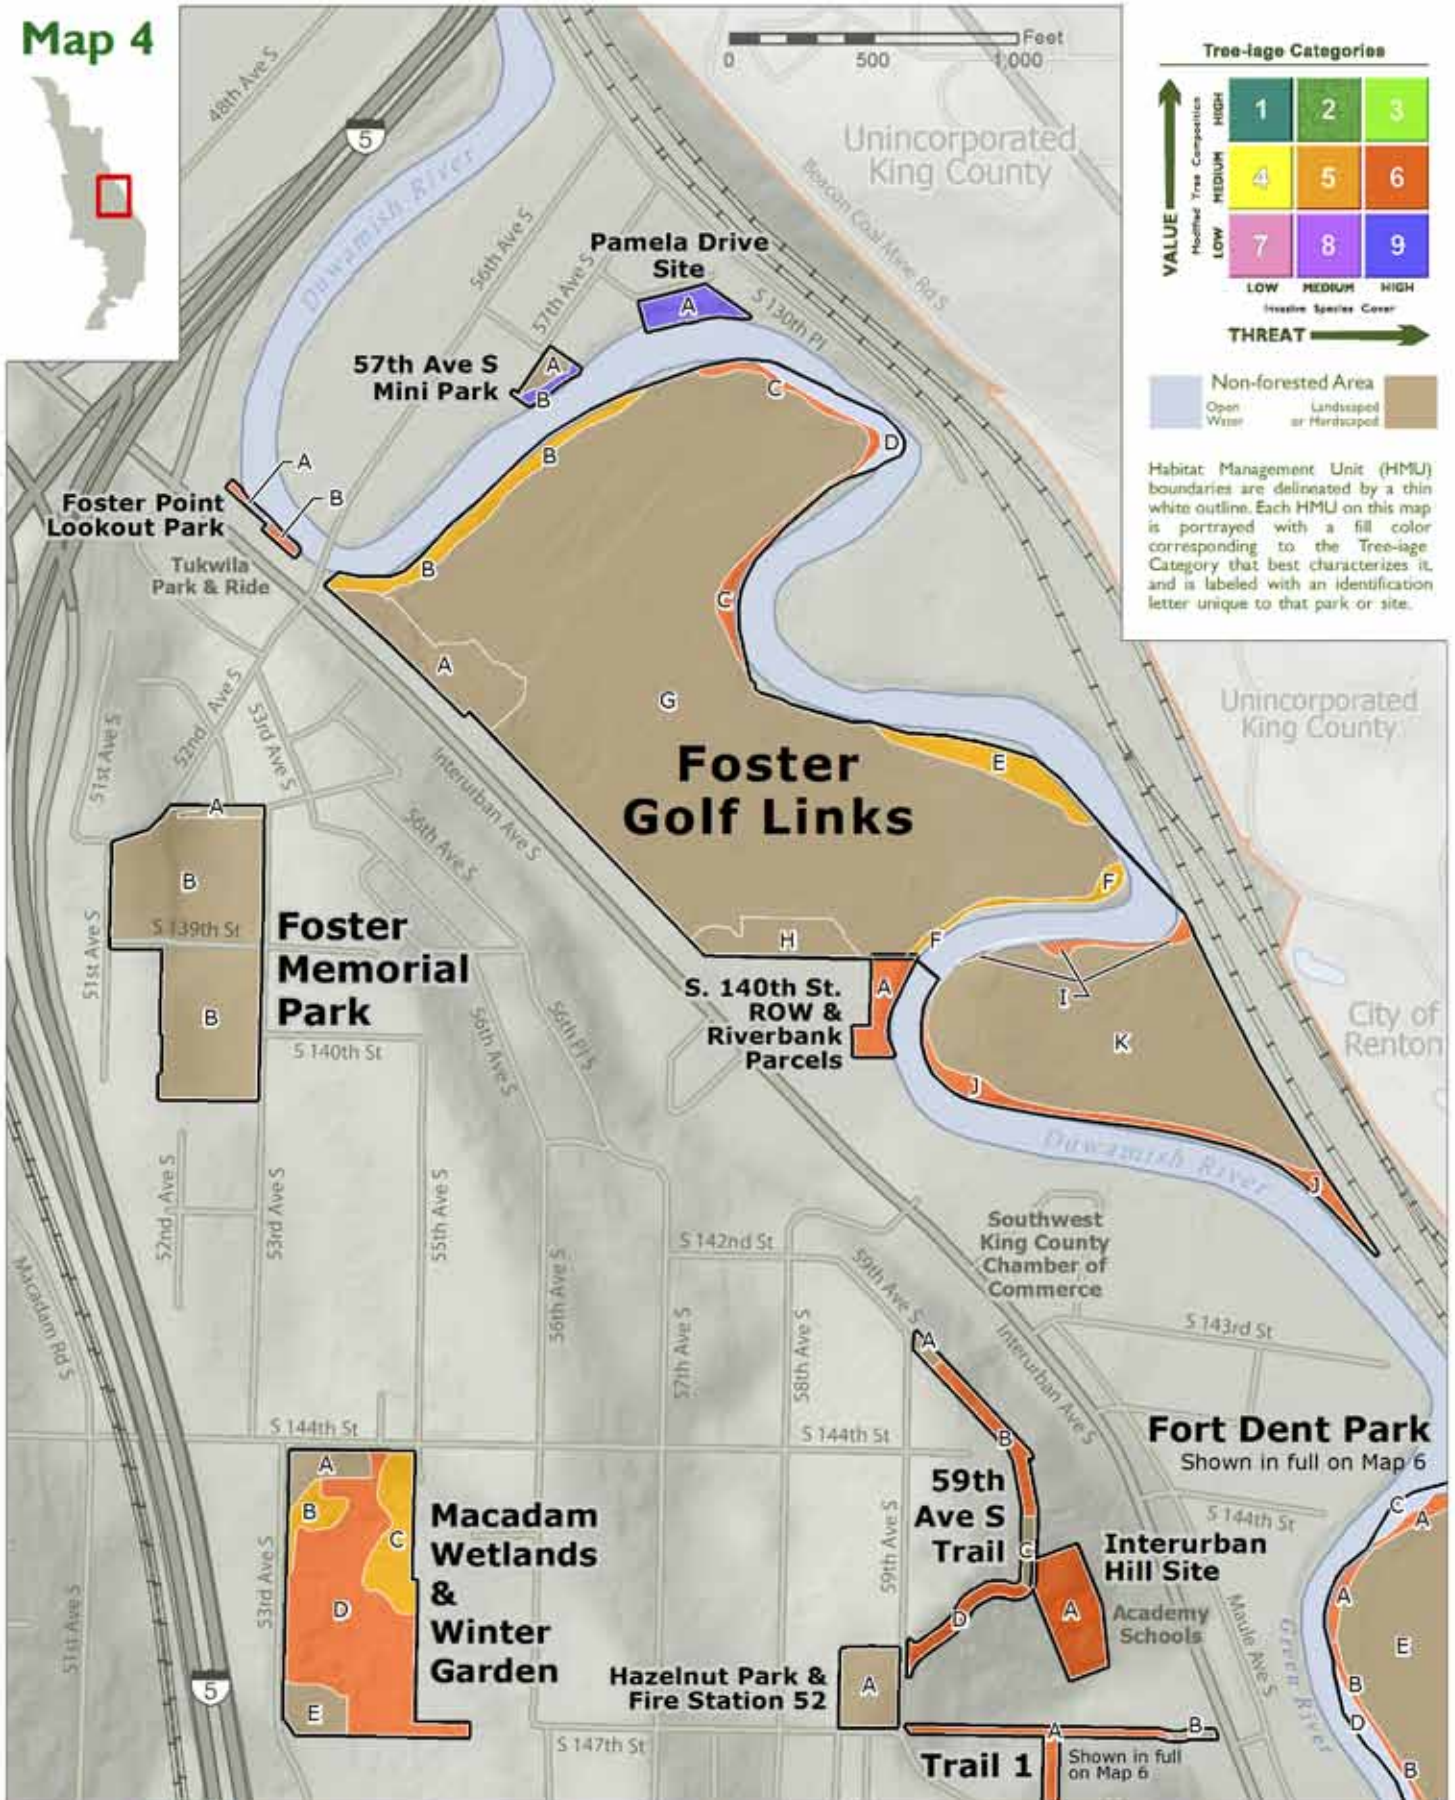 Map 4
48th Ave S
5
Duwamish River
0
500
1,000
Feet
Unincorporated
King County
Beacon Coal Mine Rd S
Tree-iage Categories
VALUE
Modified Tree Composition
HIGH
MEDIUM
LOW
1
2
3
4
5
6
7
8
9
LOW
MEDIUM
HIGH
Invasive Species Cover
THREAT
Non-forested Area
Open
Water
Landscaped
or Hardscaped
Habitat Management Unit (HMU)
boundaries are delineated by a thin
white outline. Each HMU on this map
is portrayed with a fill color
corresponding to the Tree-iage
Category that best characterizes it,
and is labeled with an identification
letter unique to that park or site.
56th Ave S
57th Ave S
Pamela Drive
Site
A
S 130th Pl
57th Ave S
Mini Park
A
B
Foster Point
Lookout Park
A
B
Tukwila
Park & Ride
B
B
C
D
C
A
G
E
F
F
H
Foster
Golf Links
I
K
J
J
Unincorporated
King County
City of
Renton
51st Ave S
52nd Ave S
53rd Ave S
Interurban Ave S
56th Ave S
A
B
S 139th St
B
Foster
Memorial
Park
51st Ave S
S 140th St
56th Ave S
56th Pl S
S. 140th St.
ROW &
Riverbank
Parcels
A
Duwamish River
52nd Ave S
53rd Ave S
55th Ave S
Macadam Rd S
56th Ave S
57th Ave S
58th Ave S
S 142nd St
59th Ave S
Southwest
King County
Chamber of
Commerce
S 143rd St
Interurban Ave S
A
B
C
D
59th
Ave S
Trail
S 144th St
S 144th St
Fort Dent Park
Shown in full on Map 6
S 144th St
C
A
A
E
B
D
B
Green River
Interurban
Hill Site
A
Academy
Schools
Maule Ave S
59th Ave S
A
B
C
D
E
Macadam
Wetlands
&
Winter
Garden
53rd Ave S
51st Ave S
5
Hazelnut Park &
Fire Station 52
A
S 147th St
A
B
Trail 1
Shown in full
on Map 6